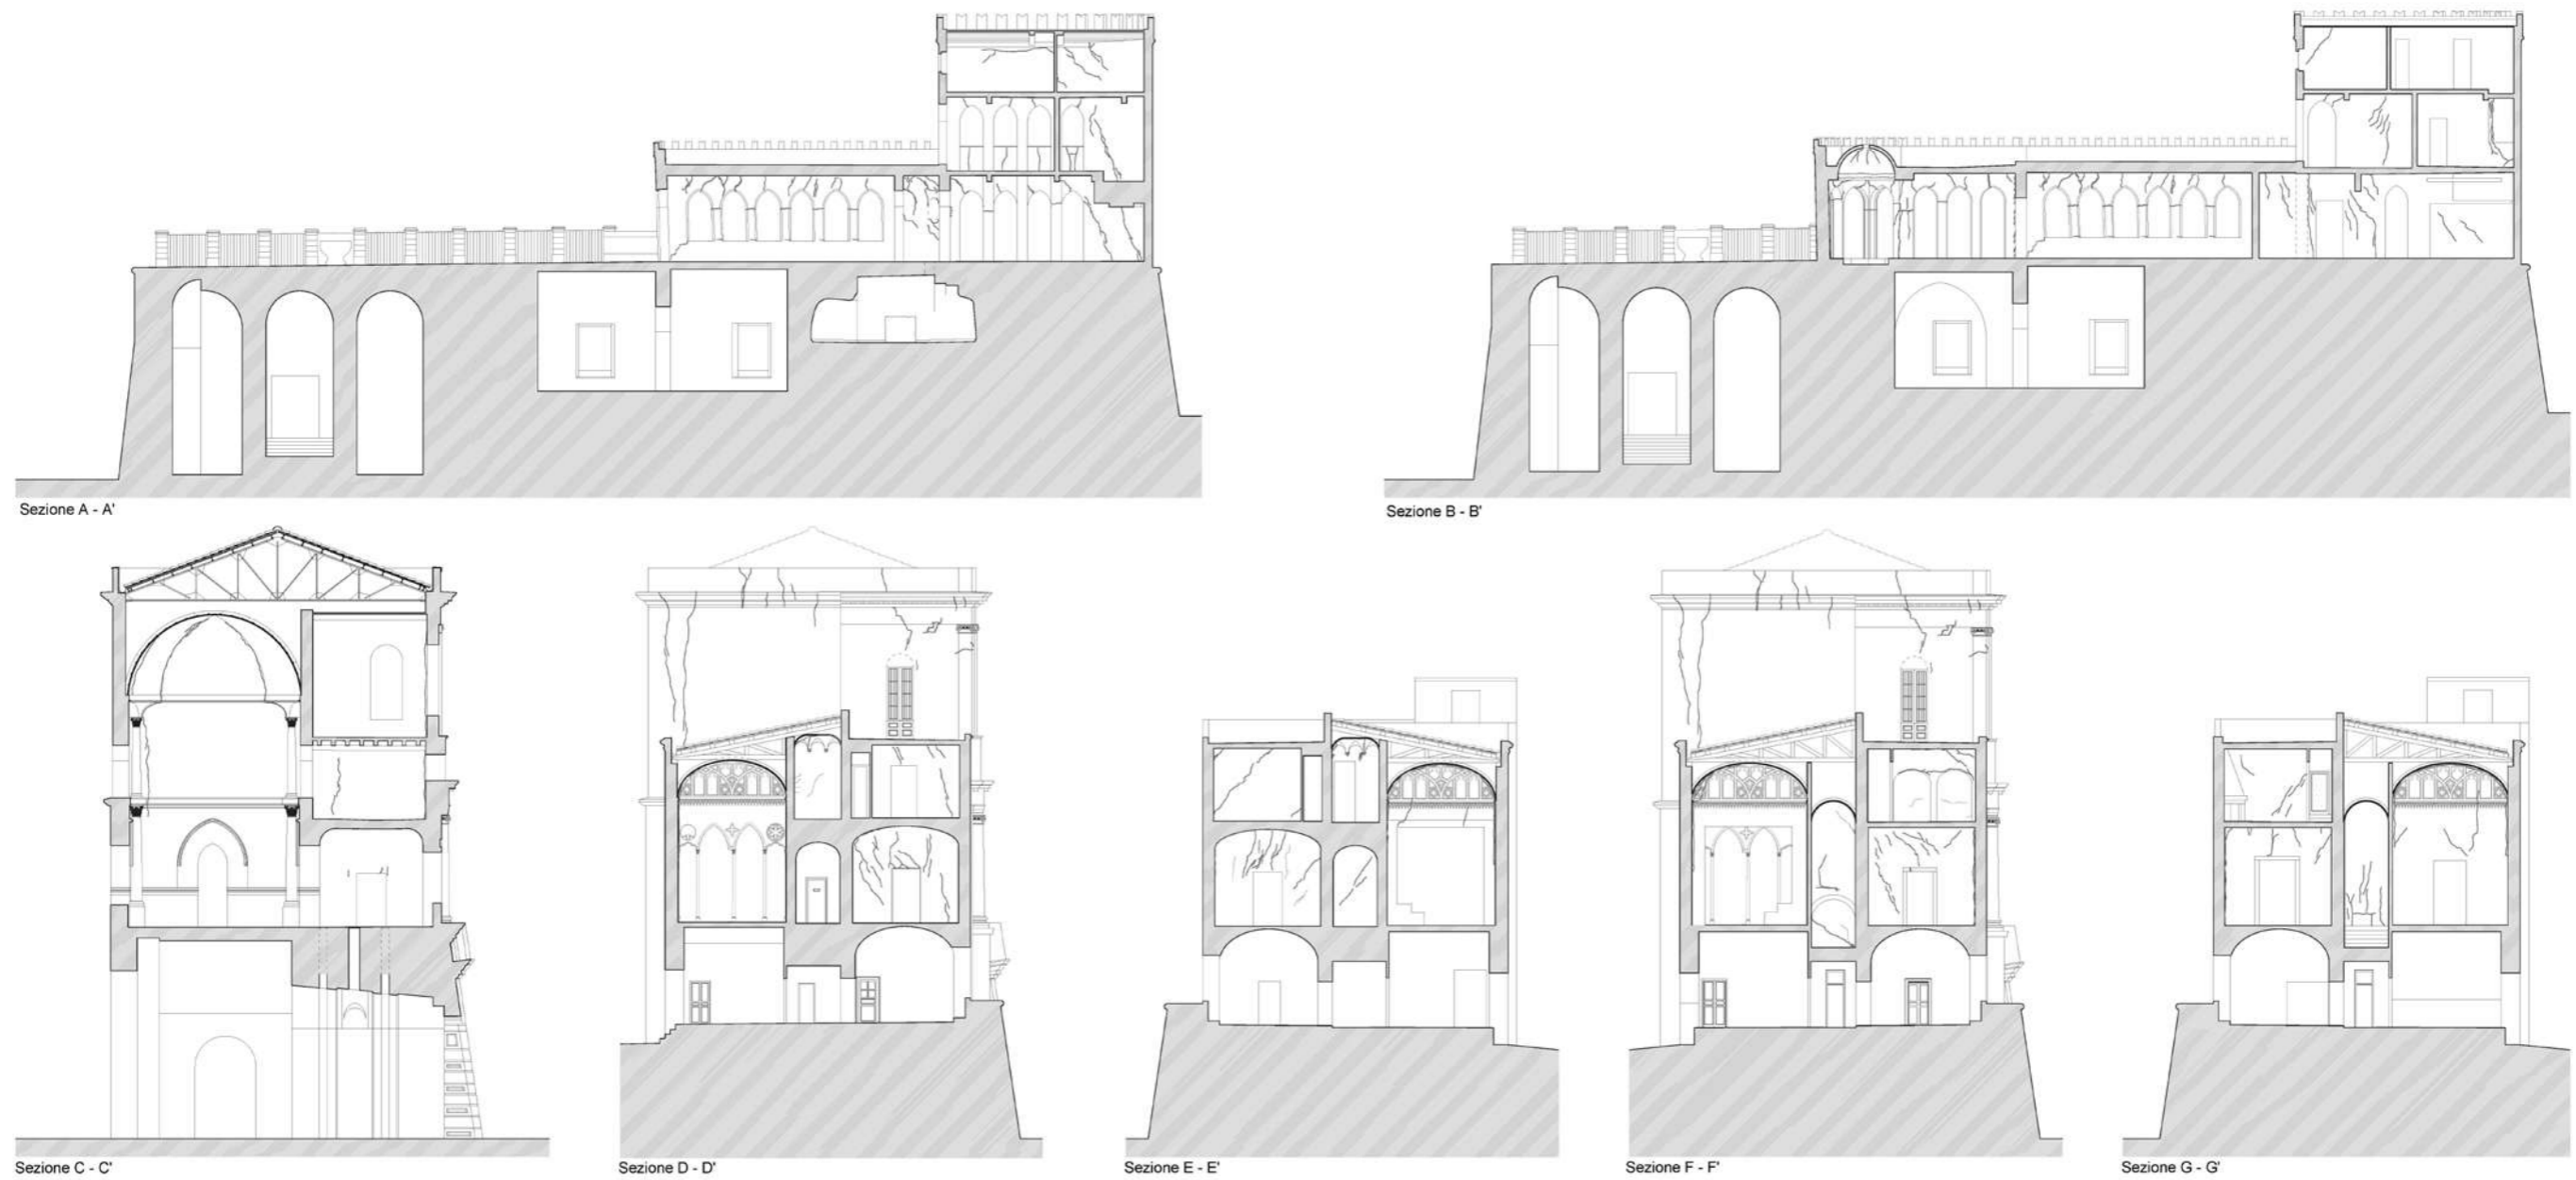 Sezione A - A'
Sezione B - B'
Sezione C - C'
Sezione D - D'
Sezione E - E'
Sezione F - F'
Sezione G - G'